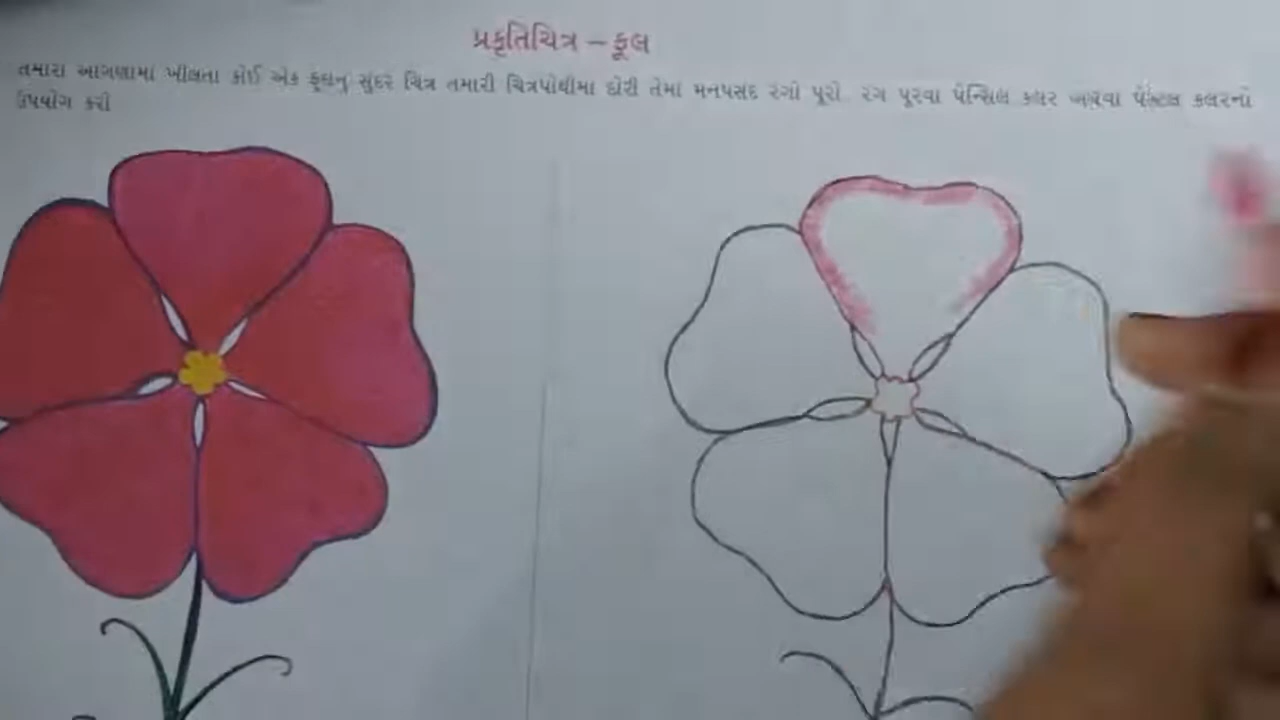 પ્રકૃતિચિત્ર – ફૂલ
તમારા આંગણામાં ખીલતા કોઈ એક ફૂલનું સુંદર ચિત્ર તમારી ચિત્રપોથીમાં દોરી તેમાં મનપસંદ રંગો પૂરો. રંગ પૂરવા પેન્સિલ કલર અથવા પેસ્ટલ કલરનો
ઉપયોગ કરો